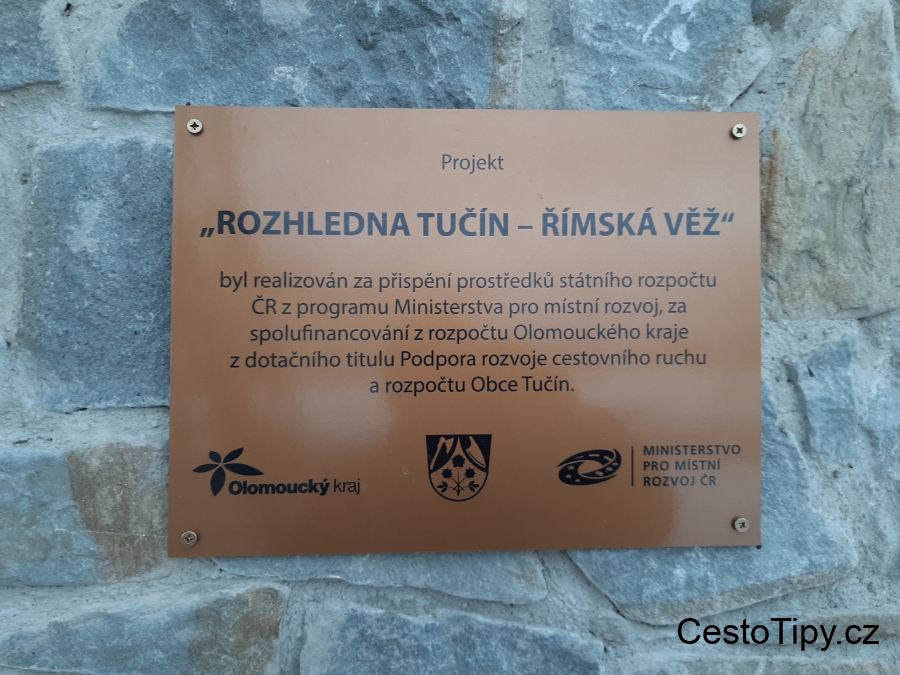 Projekt
„ROZHLEDNA TUČÍN – ŘÍMSKÁ VĚŽ“
byl realizován za přispění prostředků státního rozpočtu
ČR z programu Ministerstva pro místní rozvoj, za
spolufinancování z rozpočtu Olomouckého kraje
z dotačního titulu Podpora rozvoje cestovního ruchu
a rozpočtu Obce Tučín.
Olomoucký kraj
MINISTERSTVO
PRO MÍSTNÍ
ROZVOJ ČR
CestoTipy.cz